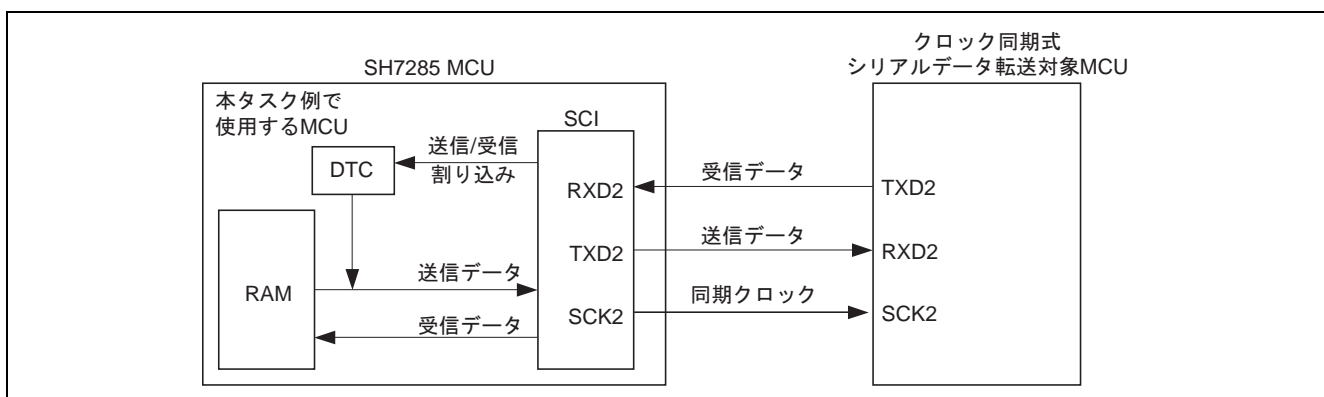 クロック同期式
シリアルデータ転送対象MCU
SH7285 MCU
本タスク例で
使用するMCU
SCI
送信/受信
割り込み
DTC
受信データ
RXD2
TXD2
送信データ
TXD2
RXD2
RAM
送信データ
同期クロック
SCK2
SCK2
受信データ